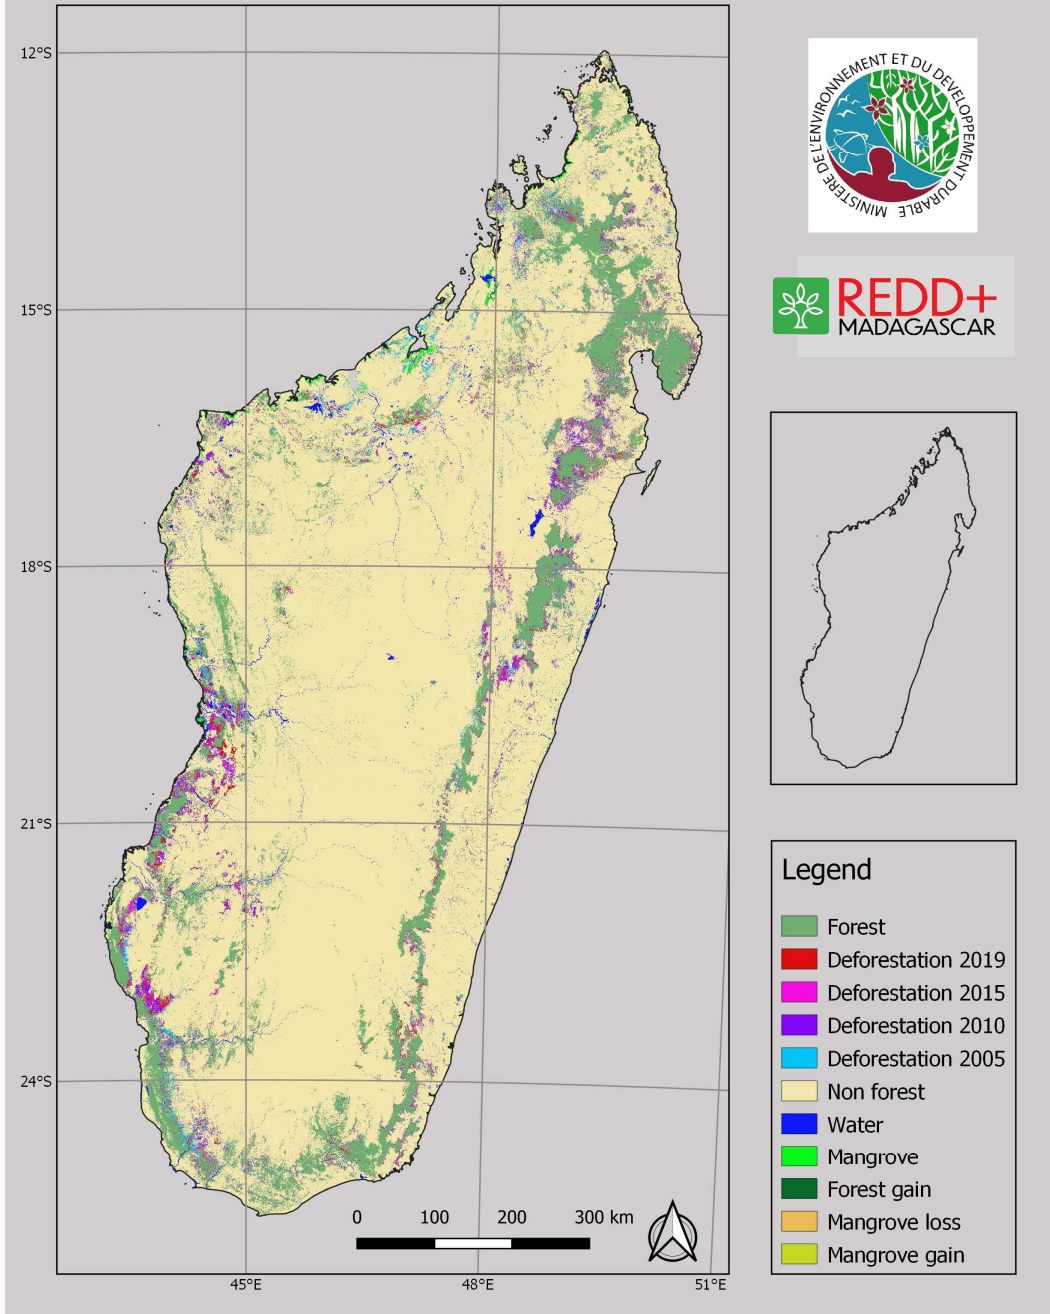 12°S
15°S
18°S
21°S
24°S
45°E
48°E
51°E
0 100 200 300 km
MINISTERE DE L'ENVIRONNEMENT ET DU DEVELOPPEMENT DURABLE
REDD+
MADAGASCAR
Legend
Forest
Deforestation 2019
Deforestation 2015
Deforestation 2010
Deforestation 2005
Non forest
Water
Mangrove
Forest gain
Mangrove loss
Mangrove gain